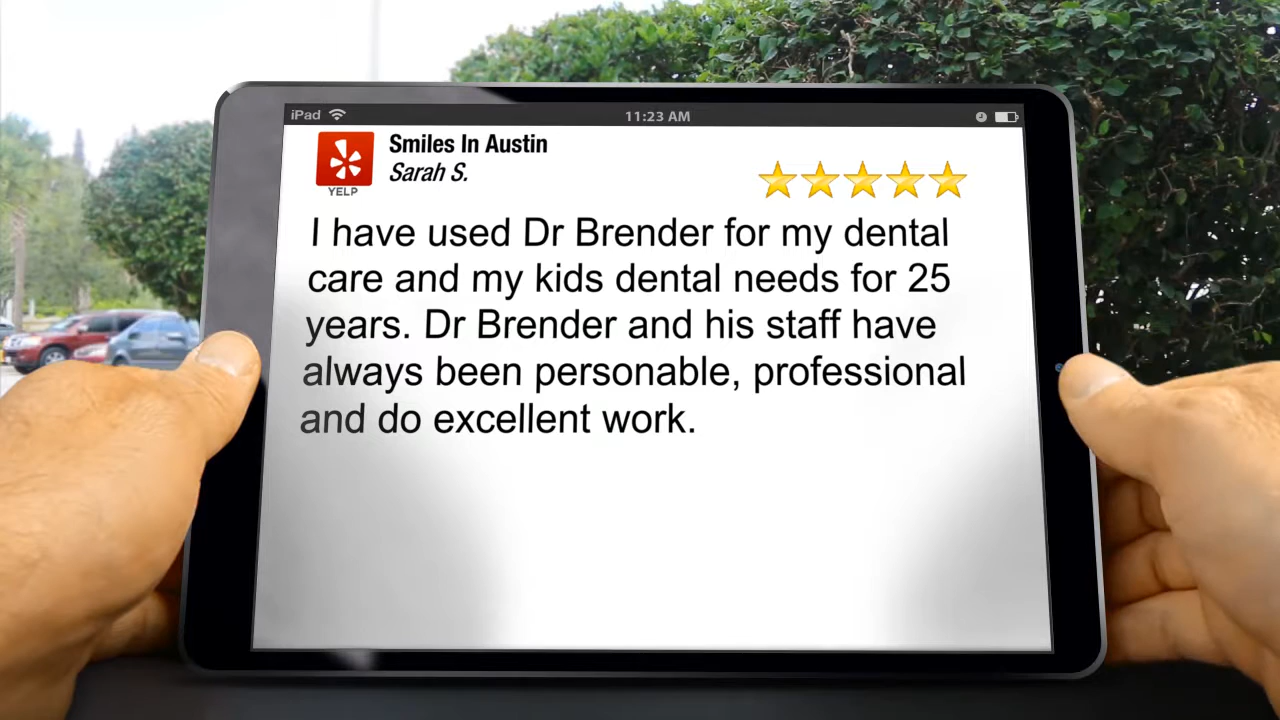 iPad 11:23 AM
Smiles In Austin
Sarah S.
YELP
I have used Dr Brender for my dental
care and my kids dental needs for 25
years. Dr Brender and his staff have
always been personable, professional
and do excellent work.